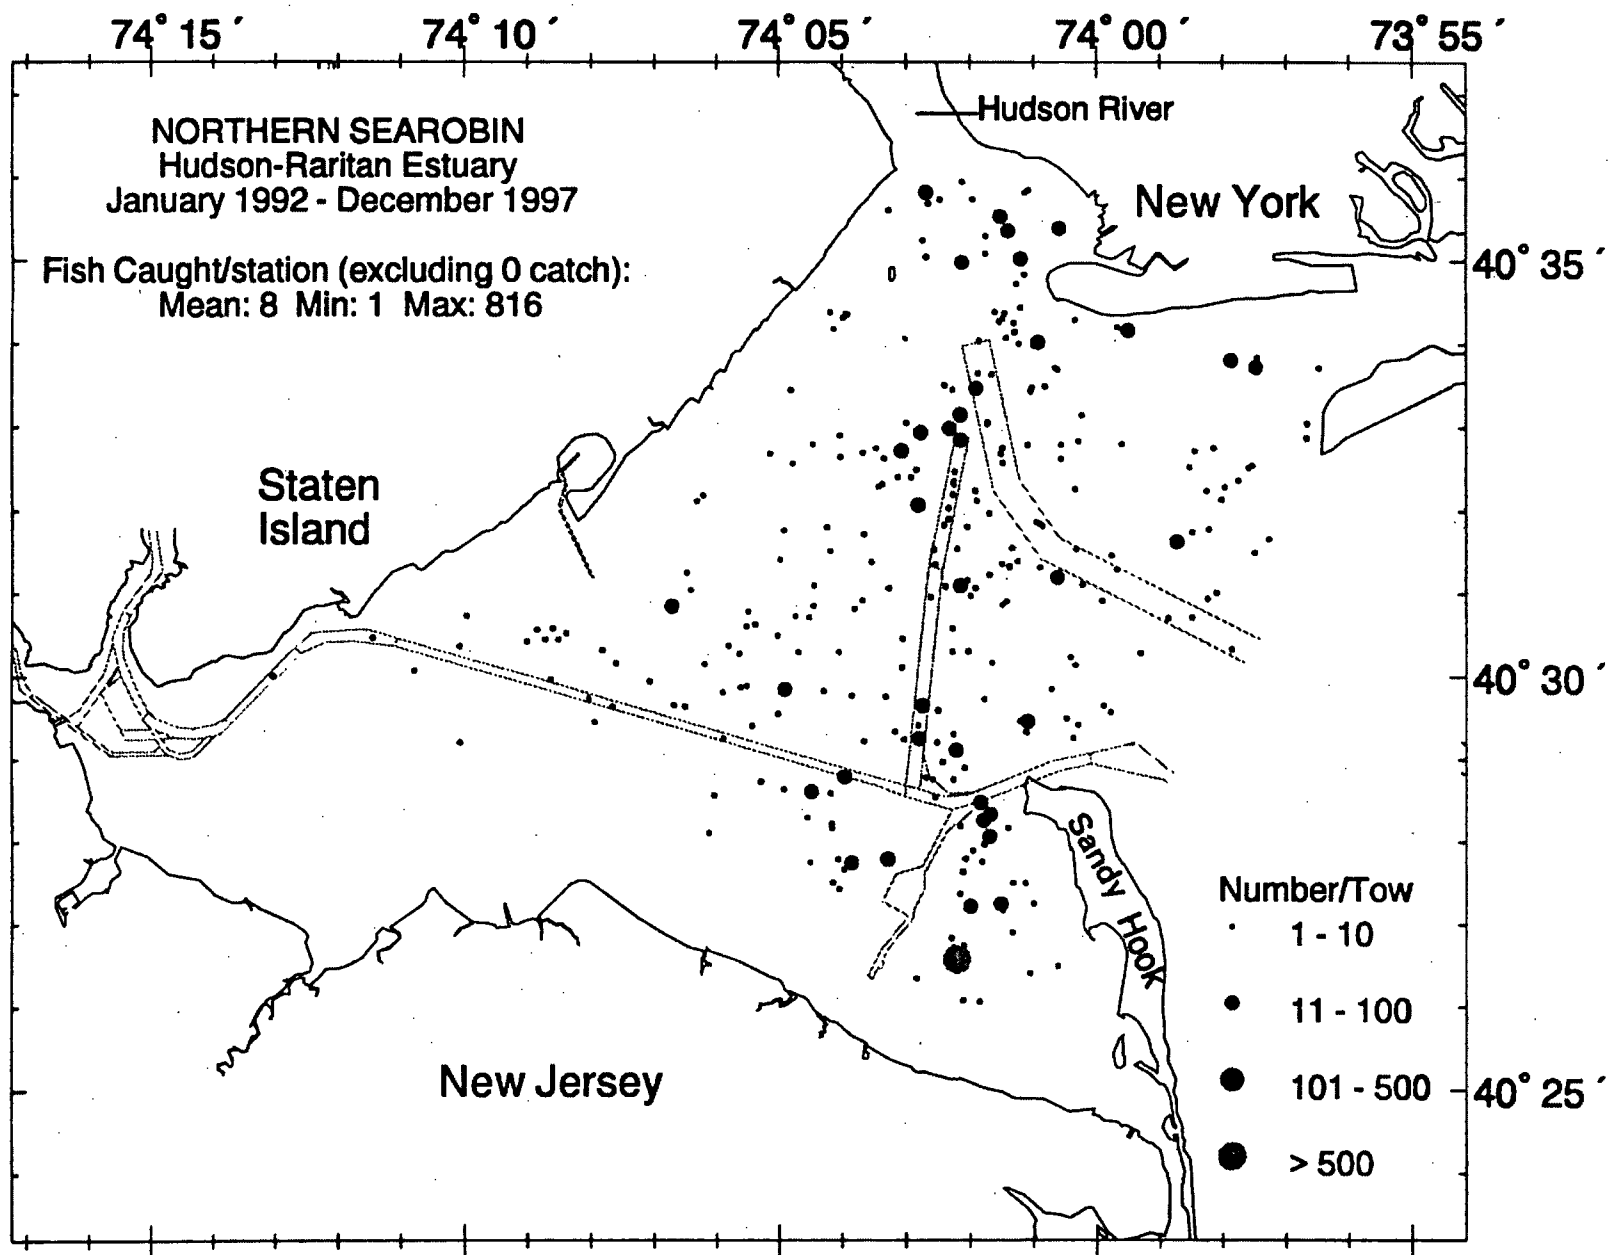 74° 15 ´ 74° 10 ´ 74° 05 ´ 74° 00 ´ 73° 55 ´
Hudson River
NORTHERN SEAROBIN
Hudson-Raritan Estuary
January 1992 - December 1997
New York
Fish Caught/station (excluding 0 catch):
Mean: 8 Min: 1 Max: 816
40° 35 ´
Staten
Island
40° 30 ´
Sandy Hook
Number/Tow
1 - 10
11 - 100
New Jersey
101 - 500
40° 25 ´
> 500